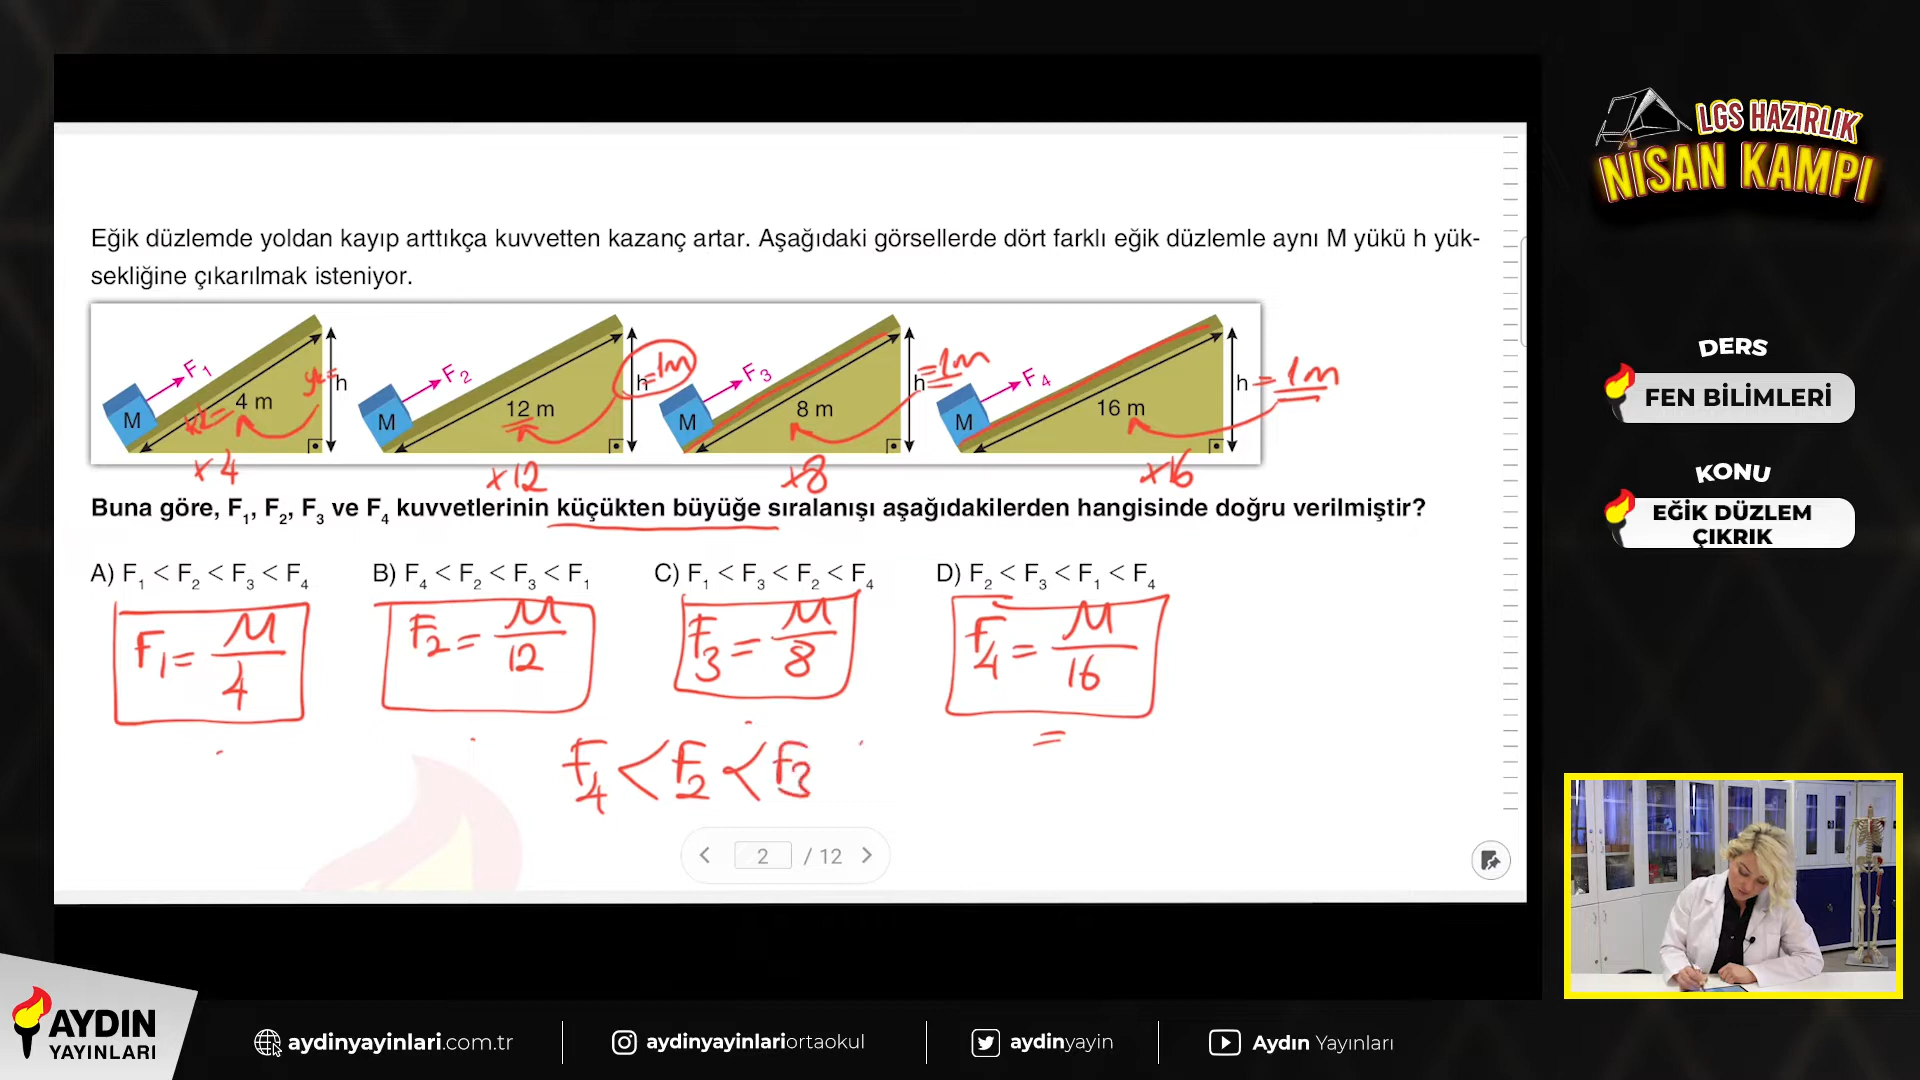 LGS HAZIRLIK
NİSAN KAMPI
Eğik düzlemde yoldan kayıp arttıkça kuvvetten kazanç artar. Aşağıdaki görsellerde dört farklı eğik düzlemle aynı M yükü h yük-
sekliğine çıkarılmak isteniyor.
F1 M 4 m h
F2 M 12 m h =1m
F3 M 8 m h =1m
F4 M 16 m h =1m
x4 x12 x8 x16
Buna göre, F1, F2, F3 ve F4 kuvvetlerinin küçükten büyüğe sıralanışı aşağıdakilerden hangisinde doğru verilmiştir?
A) F1 < F2 < F3 < F4 B) F4 < F2 < F3 < F1 C) F1 < F3 < F2 < F4 D) F2 < F3 < F1 < F4
F1 = M/4 F2 = M/12 F3 = M/8 F4 = M/16
F4 < F2 < F3
2 / 12
DERS
FEN BİLİMLERİ
KONU
EĞİK DÜZLEM
ÇIKRIK
AYDIN
YAYINLARI
aydinyayinlari.com.tr
aydinyayinlariortaokul
aydinyayin
Aydın Yayınları